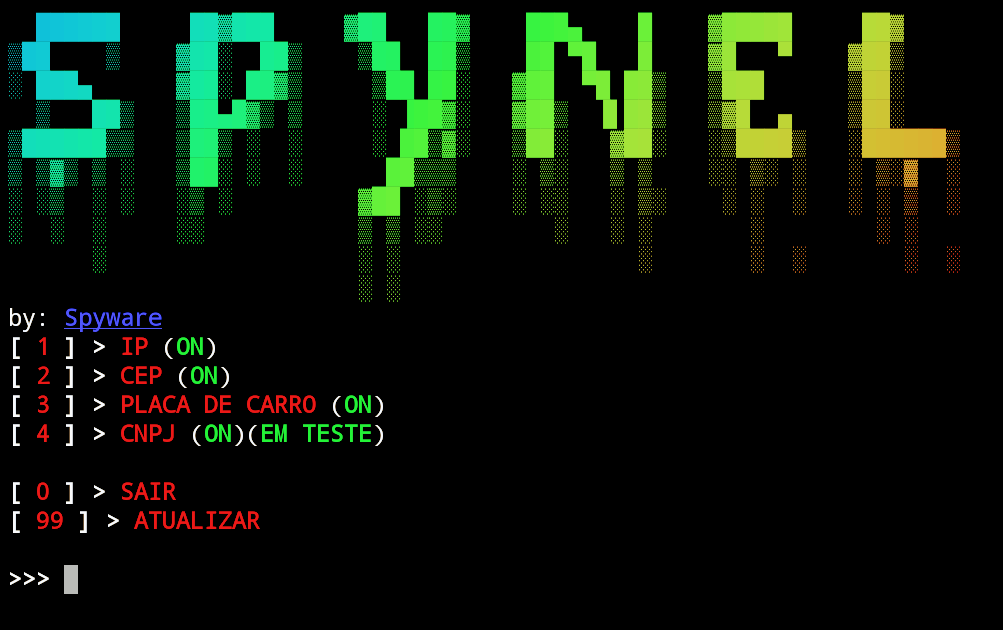 SPYNEL
by: Spyware
[ 1 ] > IP (ON)
[ 2 ] > CEP (ON)
[ 3 ] > PLACA DE CARRO (ON)
[ 4 ] > CNPJ (ON)(EM TESTE)
[ 0 ] > SAIR
[ 99 ] > ATUALIZAR
>>>